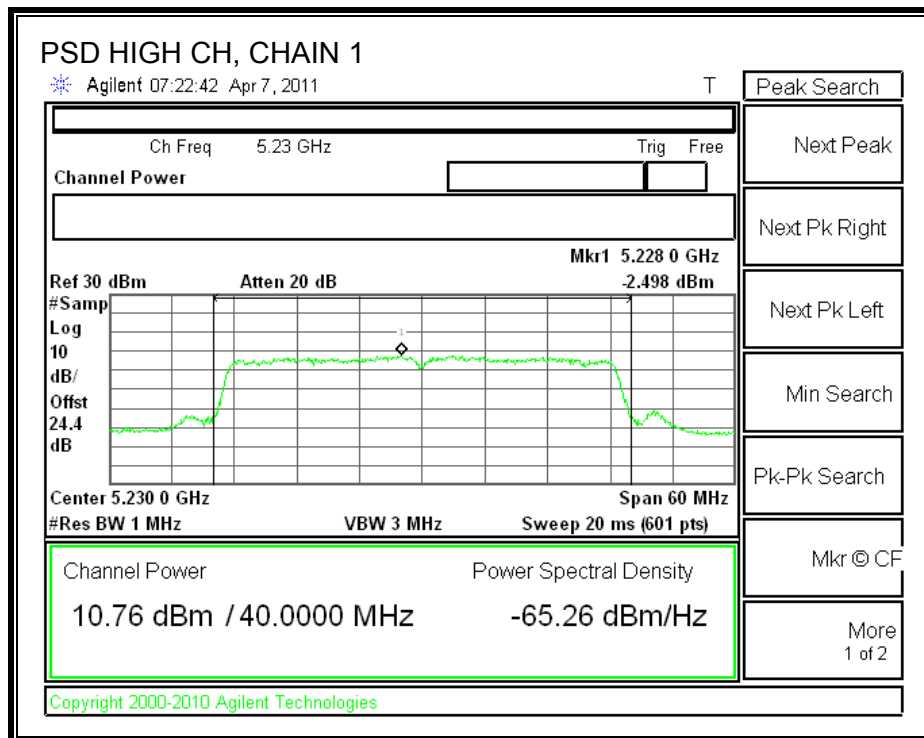 PSD HIGH CH, CHAIN 1
Agilent 07:22:42 Apr 7, 2011 T
Peak Search
Ch Freq 5.23 GHz Trig Free
Channel Power
Next Peak
Next Pk Right
Mkr1 5.228 0 GHz
Ref 30 dBm Atten 20 dB -2.498 dBm
#Samp
Log
10
dB/
Offst
24.4
dB
1
Next Pk Left
Min Search
Pk-Pk Search
Center 5.230 0 GHz Span 60 MHz
#Res BW 1 MHz VBW 3 MHz Sweep 20 ms (601 pts)
Channel Power Power Spectral Density
10.76 dBm / 40.0000 MHz -65.26 dBm/Hz
Mkr © CF
More
1 of 2
Copyright 2000-2010 Agilent Technologies